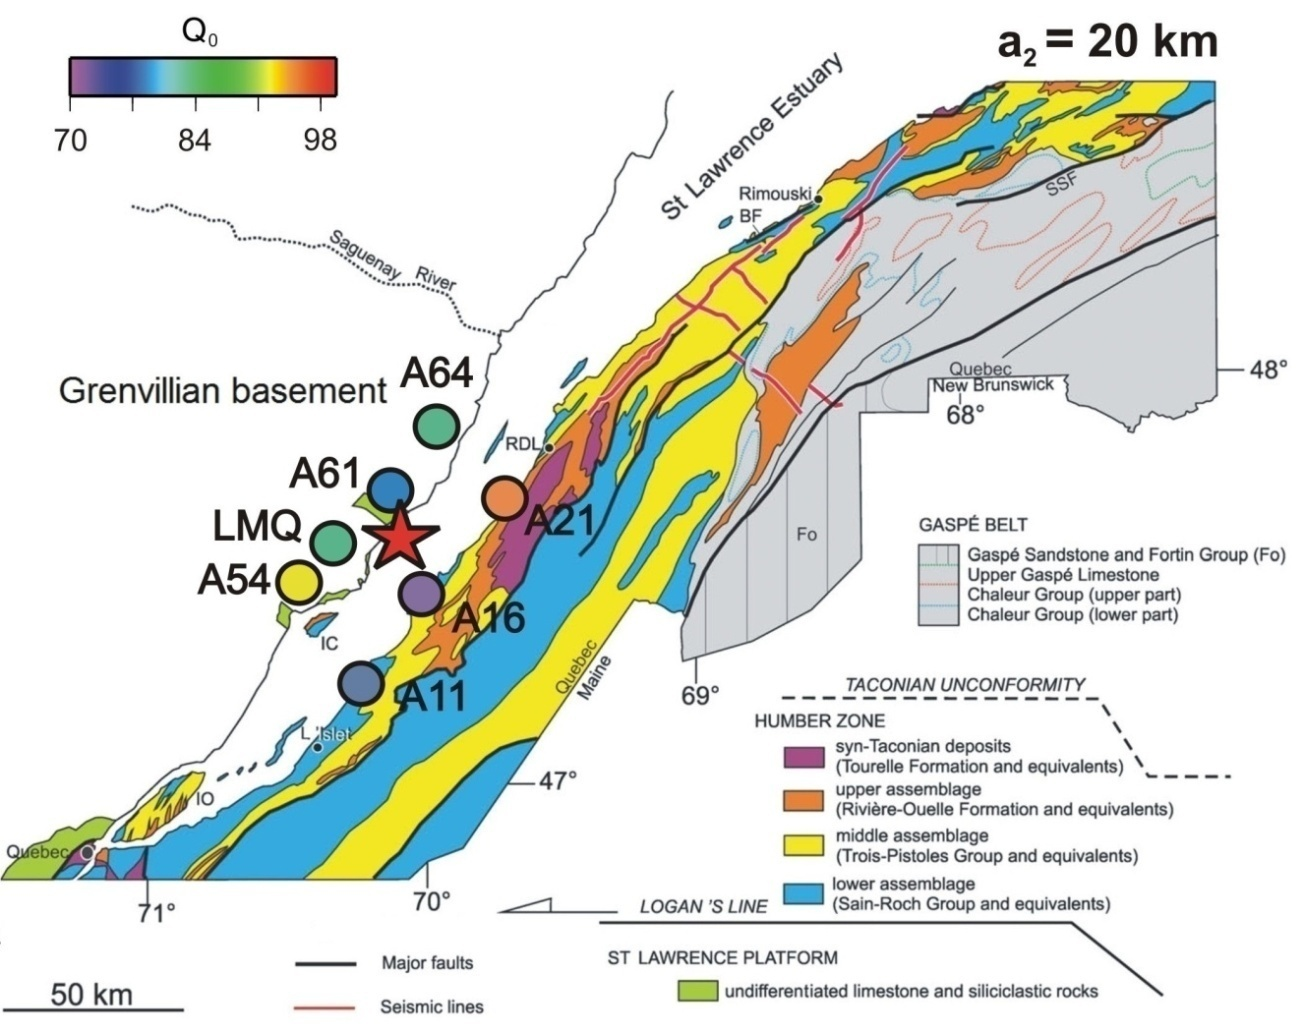 Q0
70 84 98
a2 = 20 km
St Lawrence Estuary
Rimouski
BF
SSF
Saguenay River
Grenvillian basement
A64
A61
LMQ
A54
A21
A16
A11
RDL
IC
L'Islet
IO
Quebec
Quebec
New Brunswick
68°
48°
Fo
Quebec
Maine
69°
47°
70°
71°
GASPÉ BELT
Gaspé Sandstone and Fortin Group (Fo)
Upper Gaspé Limestone
Chaleur Group (upper part)
Chaleur Group (lower part)
TACONIAN UNCONFORMITY
HUMBER ZONE
syn-Taconian deposits
(Tourelle Formation and equivalents)
upper assemblage
(Rivière-Ouelle Formation and equivalents)
middle assemblage
(Trois-Pistoles Group and equivalents)
lower assemblage
(Sain-Roch Group and equivalents)
LOGAN 'S LINE
ST LAWRENCE PLATFORM
undifferentiated limestone and siliciclastic rocks
Major faults
Seismic lines
50 km